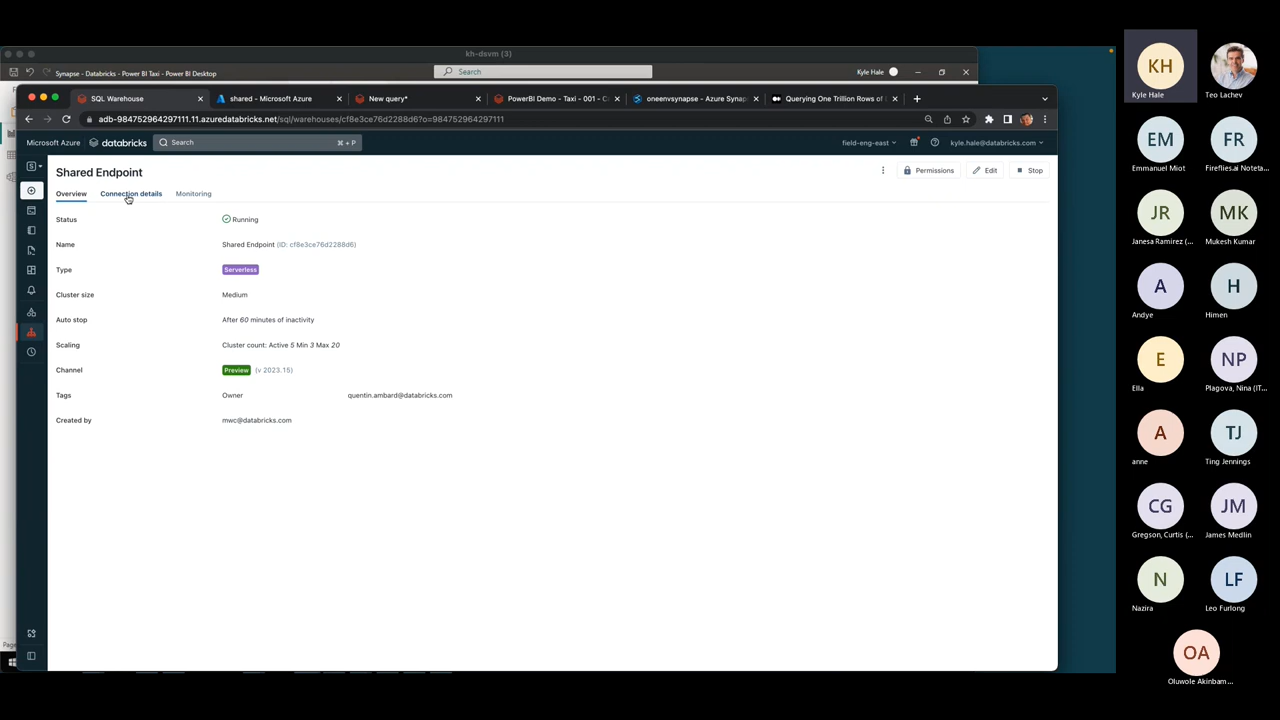 kh-dsvm (3)
Synapse - Databricks - Power BI Taxi - Power BI Desktop
Search
Kyle Hale
SQL Warehouse
shared - Microsoft Azure
New query*
PowerBI Demo - Taxi - 001 - C
oneenvsynapse - Azure Syna
Querying One Trillion Rows of
adb-984752964297111.11.azuredatabricks.net/sql/warehouses/cf8e3ce76d2288d6?o=984752964297111
Microsoft Azure
databricks
Search
⌘ + P
field-eng-east
kyle.hale@databricks.com
Shared Endpoint
Permissions
Edit
Stop
Overview
Connection details
Monitoring
Status
Running
Name
Shared Endpoint (ID: cf8e3ce76d2288d6)
Type
Serverless
Cluster size
Medium
Auto stop
After 60 minutes of inactivity
Scaling
Cluster count: Active 5 Min 3 Max 20
Channel
Preview (v 2023.15)
Tags
Owner
quentin.ambard@databricks.com
Created by
mwc@databricks.com
Page
KH
Kyle Hale
Teo Lachev
EM
Emmanuel Miot
FR
Fireflies.ai Noteta...
JR
Janesa Ramirez (...
MK
Mukesh Kumar
A
Andye
H
Himen
E
Ella
NP
Plagova, Nina (IT...
A
anne
TJ
Ting Jennings
CG
Gregson, Curtis (...
JM
James Medlin
N
Nazira
LF
Leo Furlong
OA
Oluwole Akinbam...